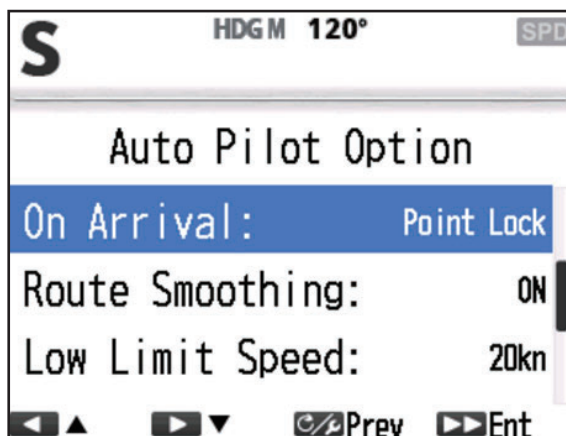 S HDG M 120° SPD
Auto Pilot Option
On Arrival: Point Lock
Route Smoothing: ON
Low Limit Speed: 20kn
◀ ▲ ▶ ▼ Prev ▶▶ Ent